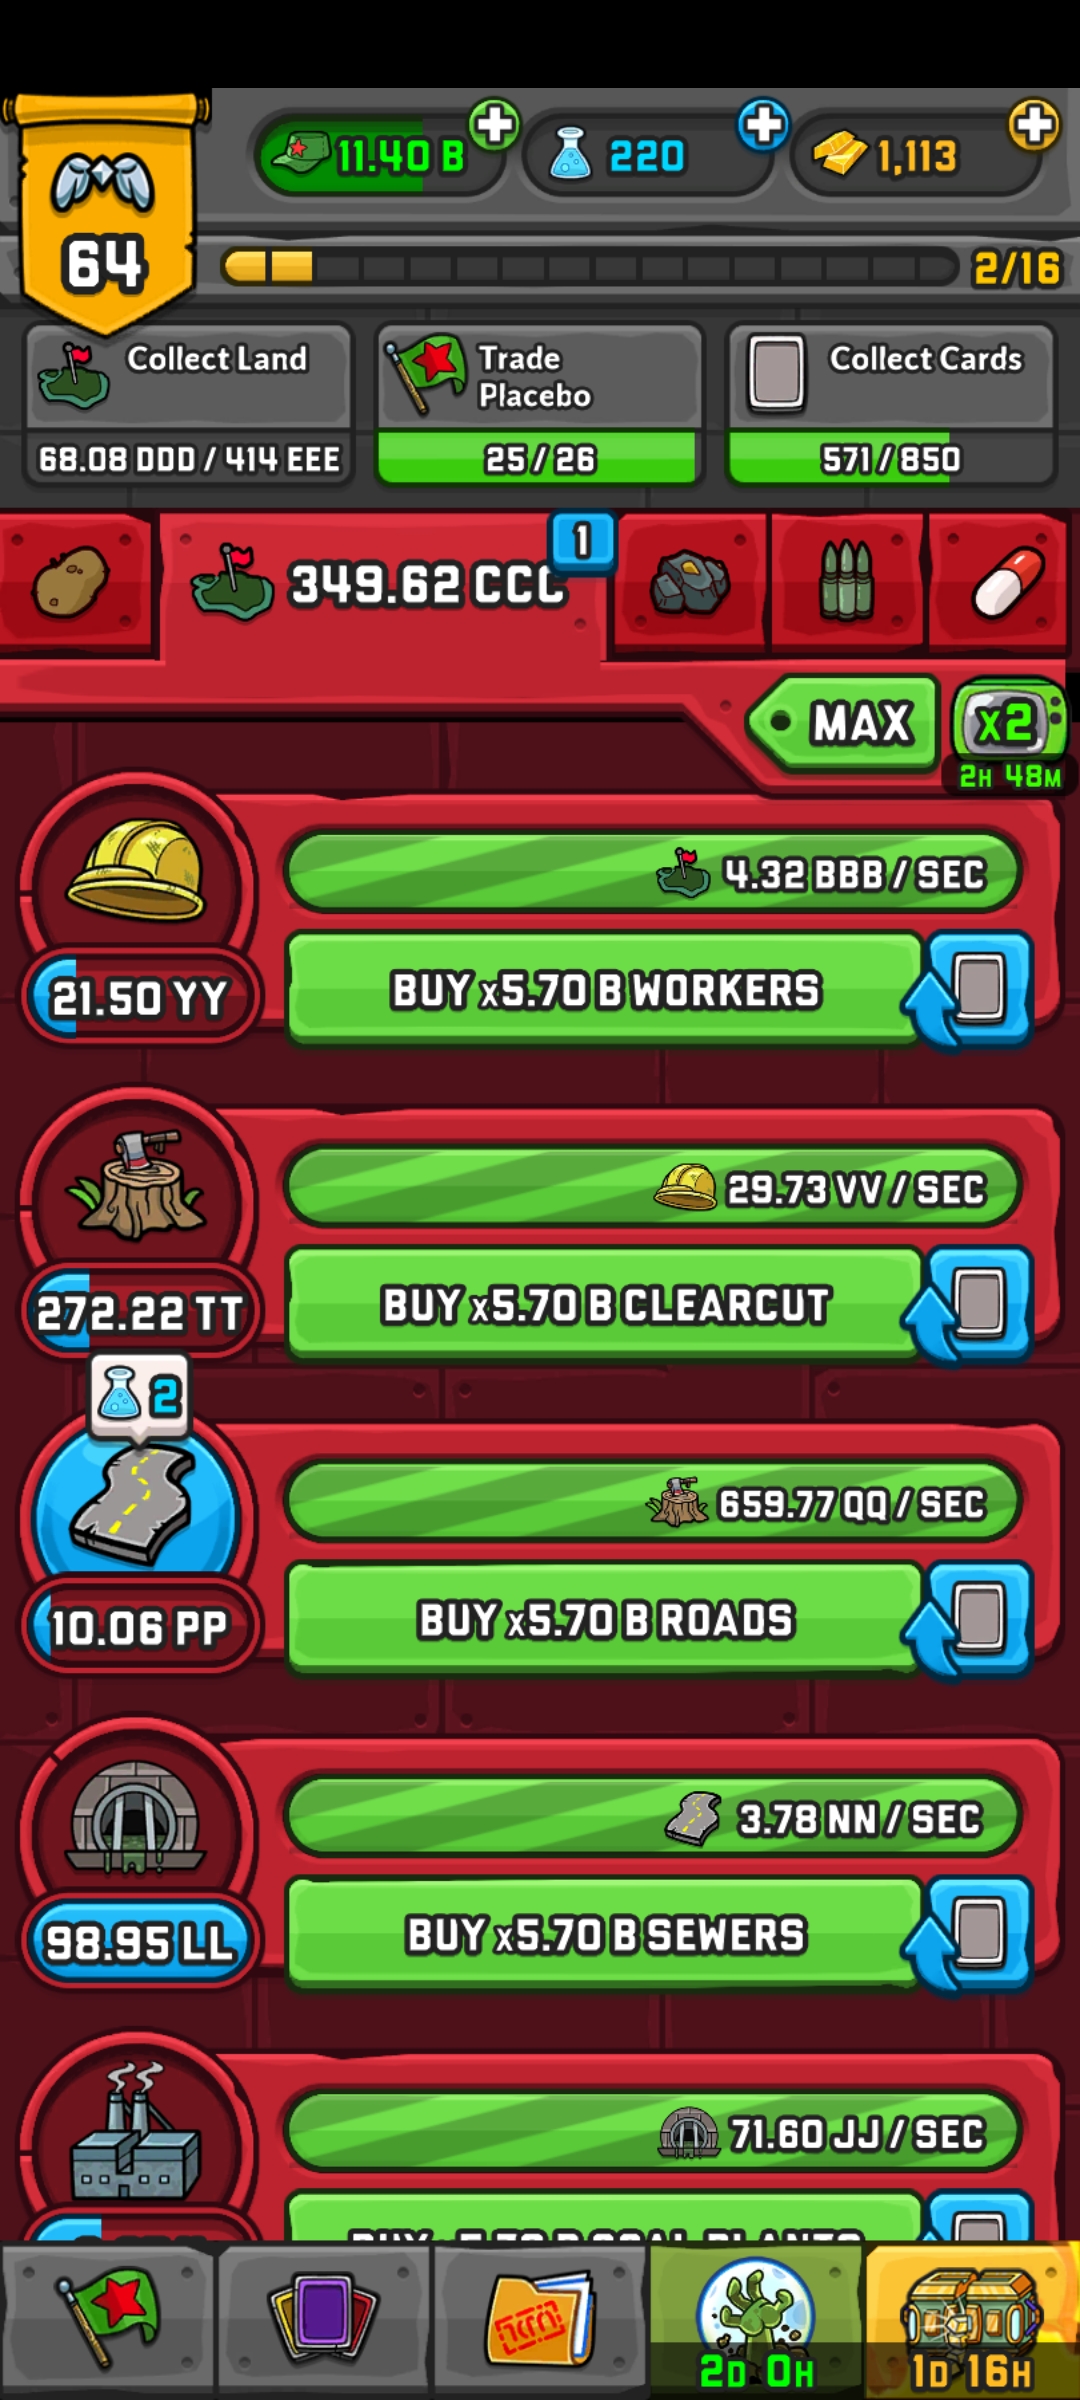 11.40 B
220
1,113
64
2/16
Collect Land
68.08 DDD / 414 EEE
Trade
Placebo
25 / 26
Collect Cards
571 / 850
349.62 CCC
1
MAX
x2
2H 48M
4.32 BBB / SEC
21.50 YY
BUY x5.70 B WORKERS
29.73 VV / SEC
272.22 TT
BUY x5.70 B CLEARCUT
2
659.77 QQ / SEC
10.06 PP
BUY x5.70 B ROADS
3.78 NN / SEC
98.95 LL
BUY x5.70 B SEWERS
71.60 JJ / SEC
2D 0H
1D 16H